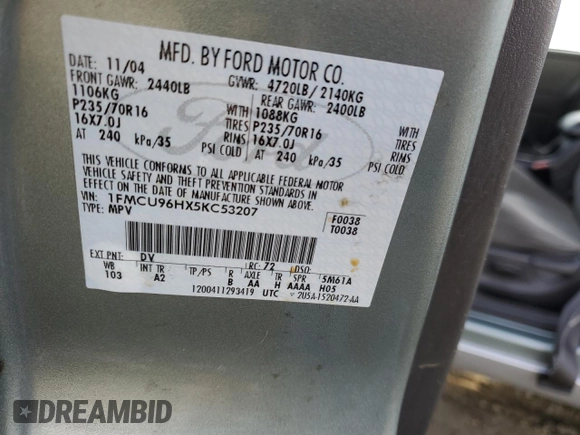 MFD. BY FORD MOTOR CO.
DATE: 11/04 GVWR: 4720LB/ 2140KG
FRONT GAWR: 2440LB REAR GAWR: 2400LB
1106KG 1088KG
P235/70R16 TIRES P235/70R16 TIRES
16X7.0J RIMS 16X7.0J RIMS
AT 240 kPa/35 PSI COLD AT 240 kPa/35 PSI COLD
THIS VEHICLE CONFORMS TO ALL APPLICABLE FEDERAL MOTOR
VEHICLE SAFETY AND THEFT PREVENTION STANDARDS IN
EFFECT ON THE DATE OF MANUFACTURE SHOWN ABOVE.
VIN: 1FMCU96HX5KC53207 F0038
TYPE: MPV T0038
EXT PNT: DV RC: 72 DSO:
WB INT TR TP/PS R AXLE TR SPR 5M61A
103 A2 B AA H AAAA H05
1200411293419 UTC 2U5A-1520472-AA
Ford
DREAMBID